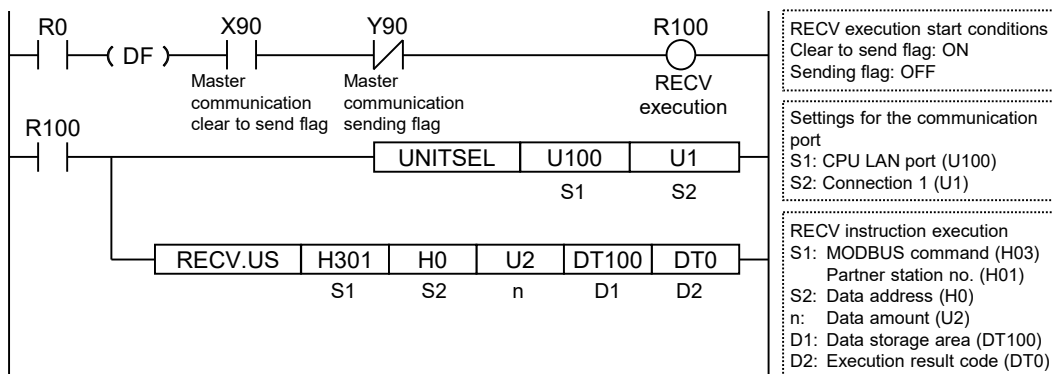 R0 X90 Y90 R100
( DF )
Master
communication
clear to send flag
Master
communication
sending flag
RECV
execution
R100
UNITSEL U100 U1
S1 S2
RECV.US H301 H0 U2 DT100 DT0
S1 S2 n D1 D2
RECV execution start conditions
Clear to send flag: ON
Sending flag: OFF
Settings for the communication
port
S1: CPU LAN port (U100)
S2: Connection 1 (U1)
RECV instruction execution
S1: MODBUS command (H03)
Partner station no. (H01)
S2: Data address (H0)
n: Data amount (U2)
D1: Data storage area (DT100)
D2: Execution result code (DT0)